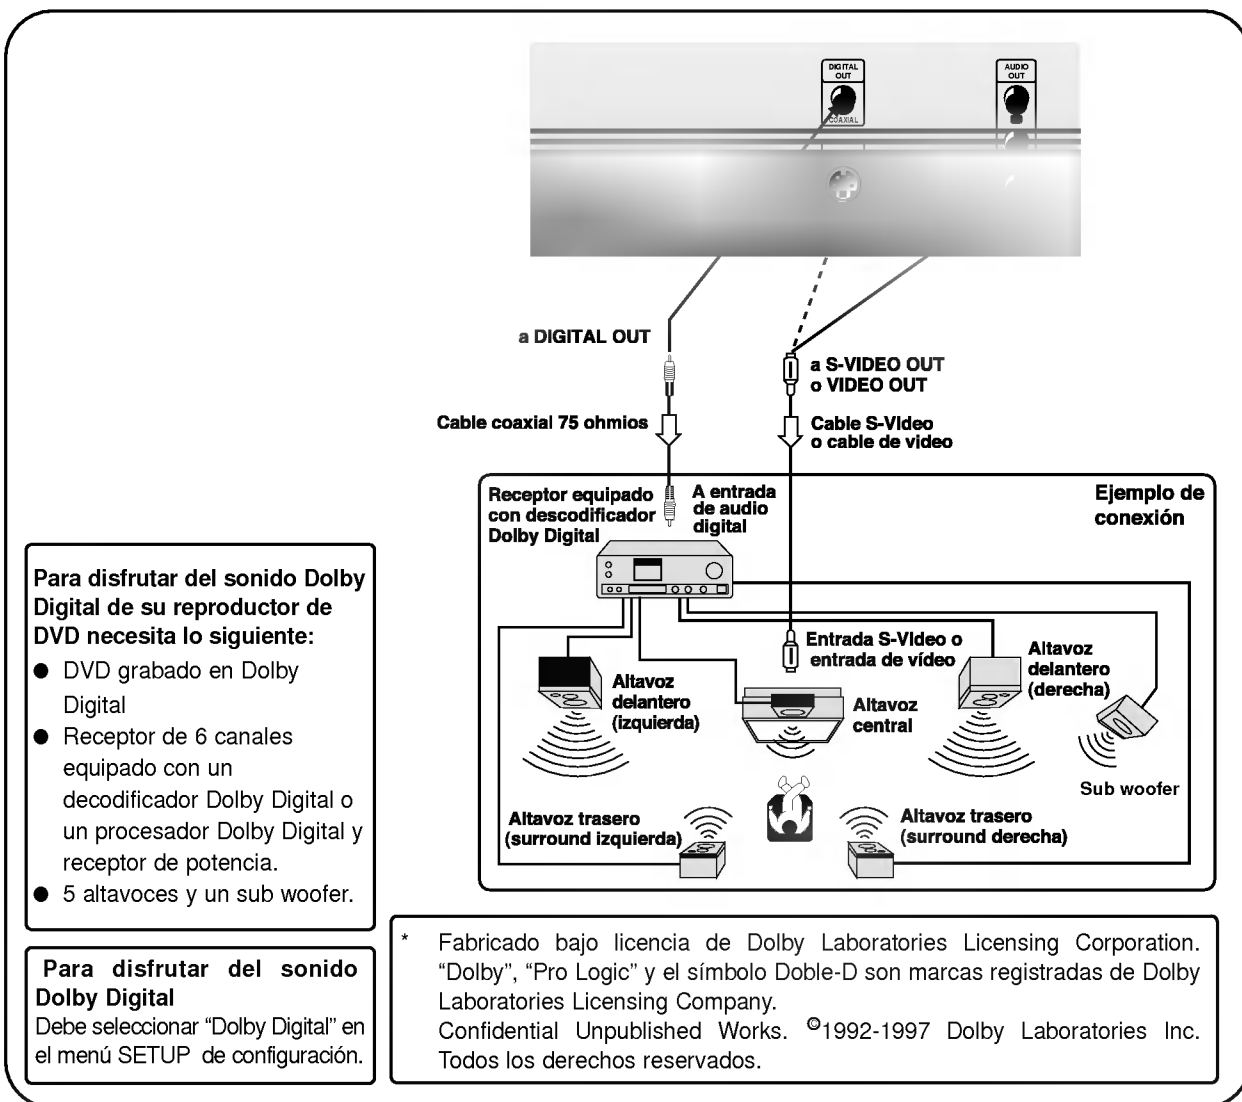 DIGITAL
OUT
COAXIAL
AUDIO
OUT
a DIGITAL OUT
a S-VIDEO OUT
o VIDEO OUT
Cable coaxial 75 ohmios
Cable S-Video
o cable de video
Receptor equipado
con descodificador
Dolby Digital
A entrada
de audio
digital
Ejemplo de
conexión
Entrada S-Video o
entrada de vídeo
Altavoz
delantero
(izquierda)
Altavoz
central
Altavoz
delantero
(derecha)
Sub woofer
Altavoz trasero
(surround izquierda)
Altavoz trasero
(surround derecha)
Para disfrutar del sonido Dolby
Digital de su reproductor de
DVD necesita lo siguiente:
● DVD grabado en Dolby
Digital
● Receptor de 6 canales
equipado con un
decodificador Dolby Digital o
un procesador Dolby Digital y
receptor de potencia.
● 5 altavoces y un sub woofer.
Para disfrutar del sonido
Dolby Digital
Debe seleccionar “Dolby Digital” en
el menú SETUP de configuración.
* Fabricado bajo licencia de Dolby Laboratories Licensing Corporation.
“Dolby”, “Pro Logic” y el símbolo Doble-D son marcas registradas de Dolby
Laboratories Licensing Company.
Confidential Unpublished Works. ©1992-1997 Dolby Laboratories Inc.
Todos los derechos reservados.